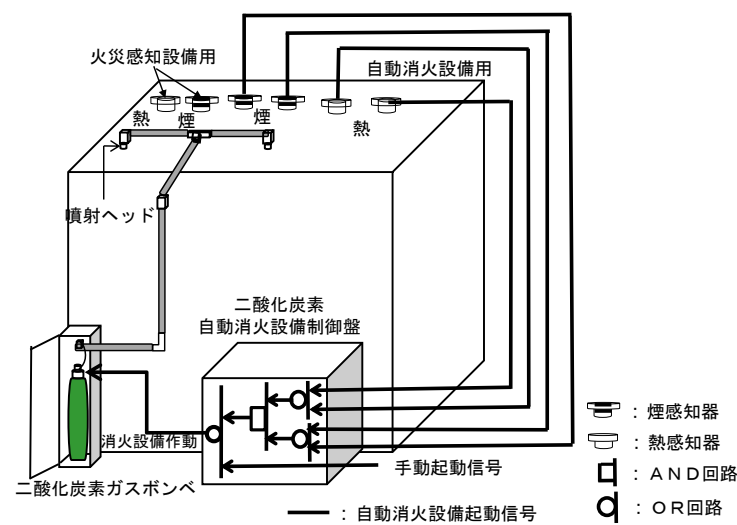 火災感知設備用
自動消火設備用
熱
煙
煙
熱
噴射ヘッド
二酸化炭素
自動消火設備制御盤
消火設備作動
手動起動信号
二酸化炭素ガスボンベ
：自動消火設備起動信号
：煙感知器
：熱感知器
：ＡＮＤ回路
：ＯＲ回路